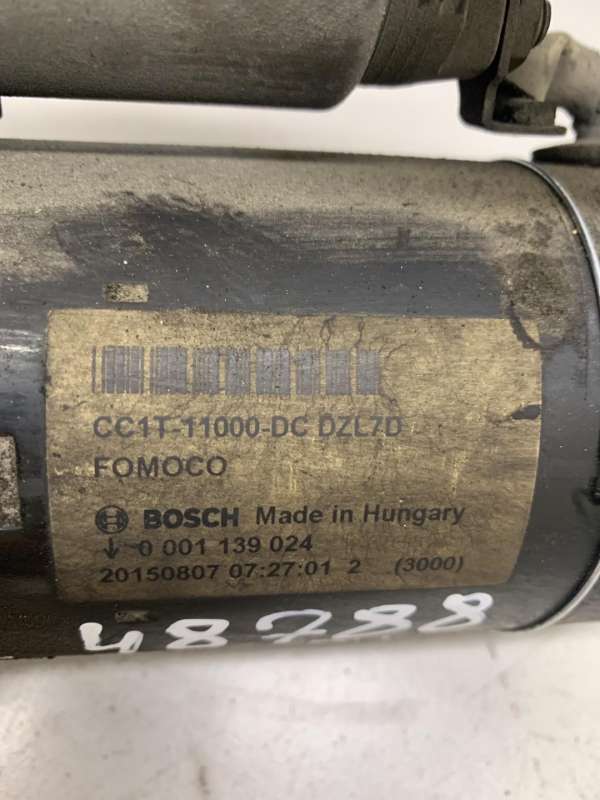 CC1T-11000-DC DZL7D
FOMOCO
BOSCH Made in Hungary
0 001 139 024
20150807 07:27:01 2 (3000)
48788